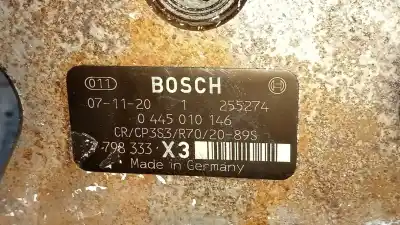 011 BOSCH
07-11-20 1 255274
0 445 010 146
CR/CP3S3/R70/20-89S
798 333 X3
Made in Germany